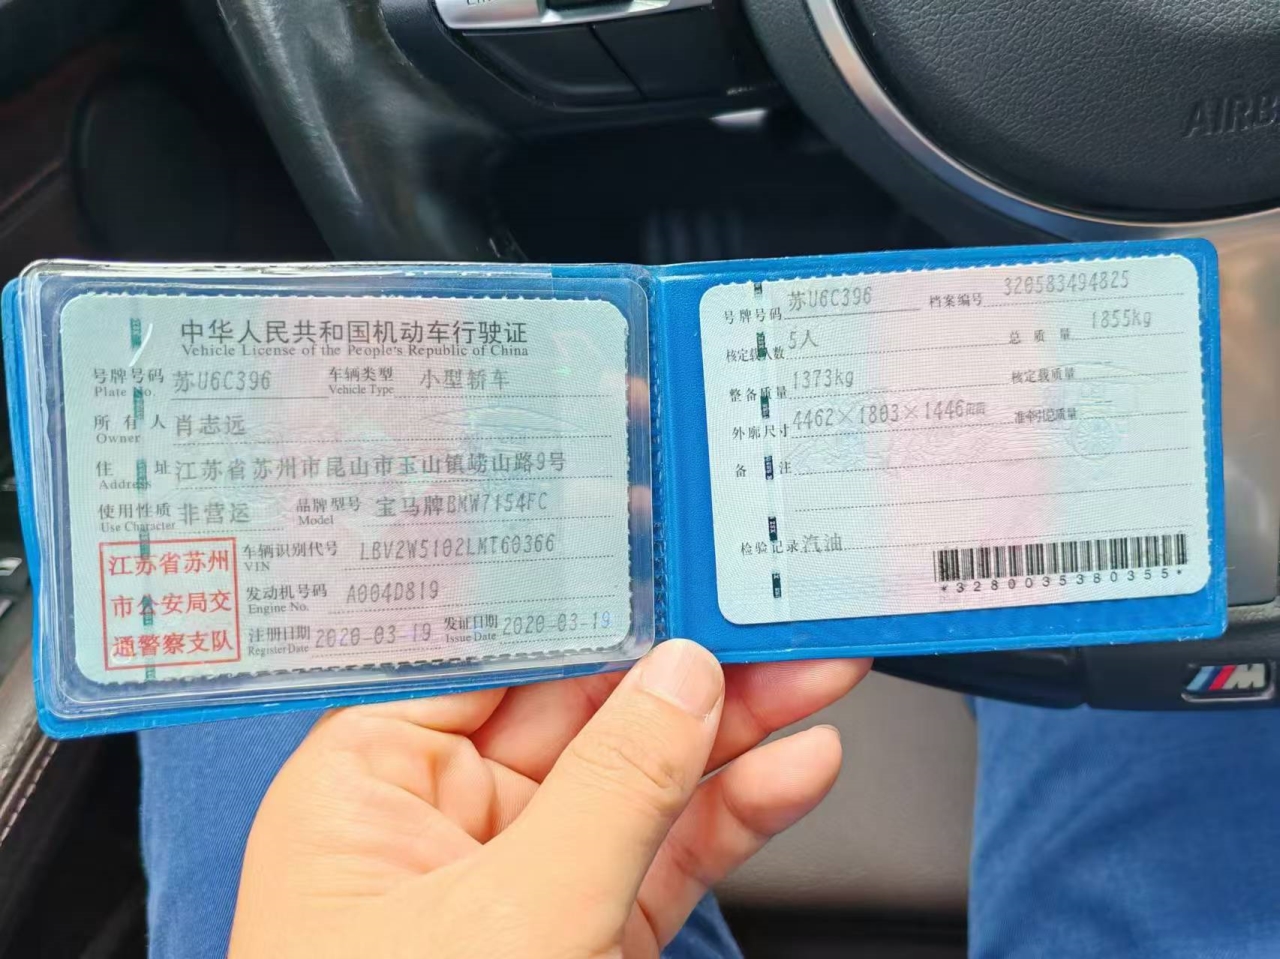 AIRB
中华人民共和国机动车行驶证
Vehicle License of the People's Republic of China
号牌号码 苏U6C396 车辆类型 小型轿车
Plate No. Vehicle Type
所有人 肖志远
Owner
住址 江苏省苏州市昆山市玉山镇崂山路9号
Address
使用性质 非营运 品牌型号 宝马牌BMW7154FC
Use Character Model
江苏省苏州
市公安局交
通警察支队
车辆识别代号 LBV2W5102LMT60366
VIN
发动机号码 A004D819
Engine No.
注册日期 2020-03-19 发证日期 2020-03-19
Register Date Issue Date
号牌号码 苏U6C396 档案编号 320583494825
核定载人数 5人 总质量 1855kg
整备质量 1373kg 核定载质量
外廓尺寸 4462×1803×1446mm 准牵引总质量
备注
检验记录 汽油
*3280035380355*
M